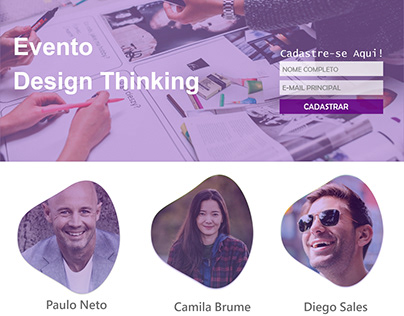 Evento
Design Thinking
Cadastre-se Aqui!
NOME COMPLETO
E-MAIL PRINCIPAL
CADASTRAR
Paulo Neto
Camila Brume
Diego Sales